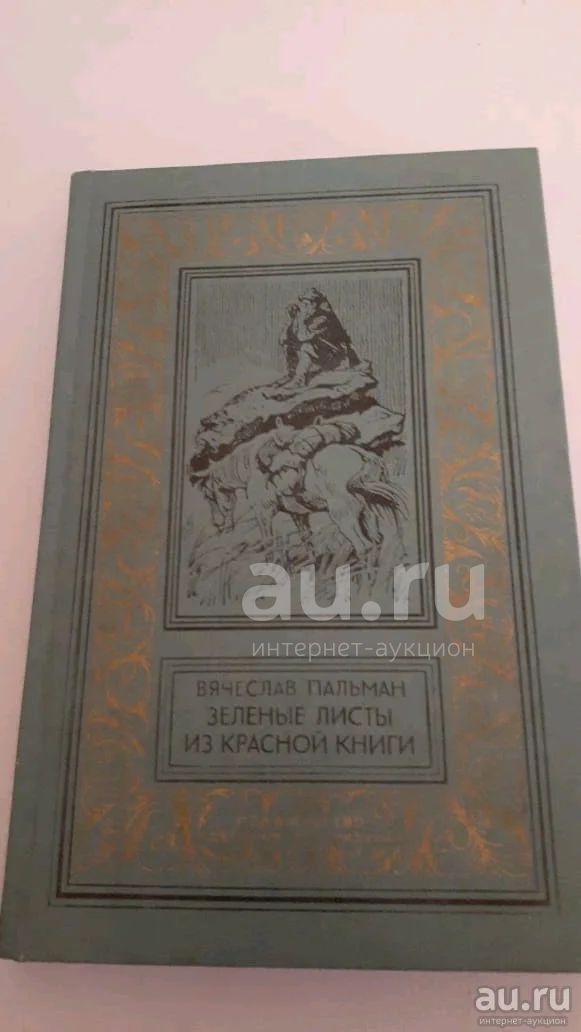 au.ru
интернет-аукцион
ВЯЧЕСЛАВ ПАЛЬМАН
ЗЕЛЕНЫЕ ЛИСТЫ
ИЗ КРАСНОЙ КНИГИ
au.ru
интернет-аукцион